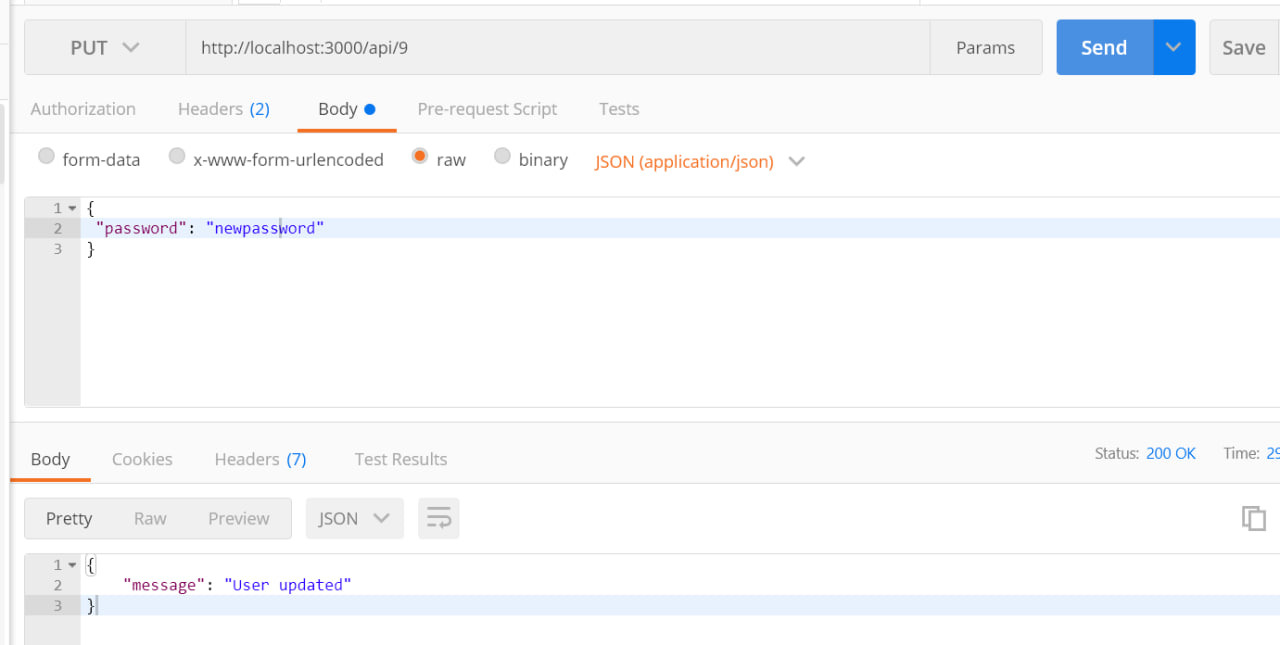 PUT http://localhost:3000/api/9 Params Send Save
Authorization Headers (2) Body Pre-request Script Tests
form-data x-www-form-urlencoded raw binary JSON (application/json)
1 {
2 "password": "newpassword"
3 }
Body Cookies Headers (7) Test Results Status: 200 OK Time:
Pretty Raw Preview JSON
1 {
2 "message": "User updated"
3 }